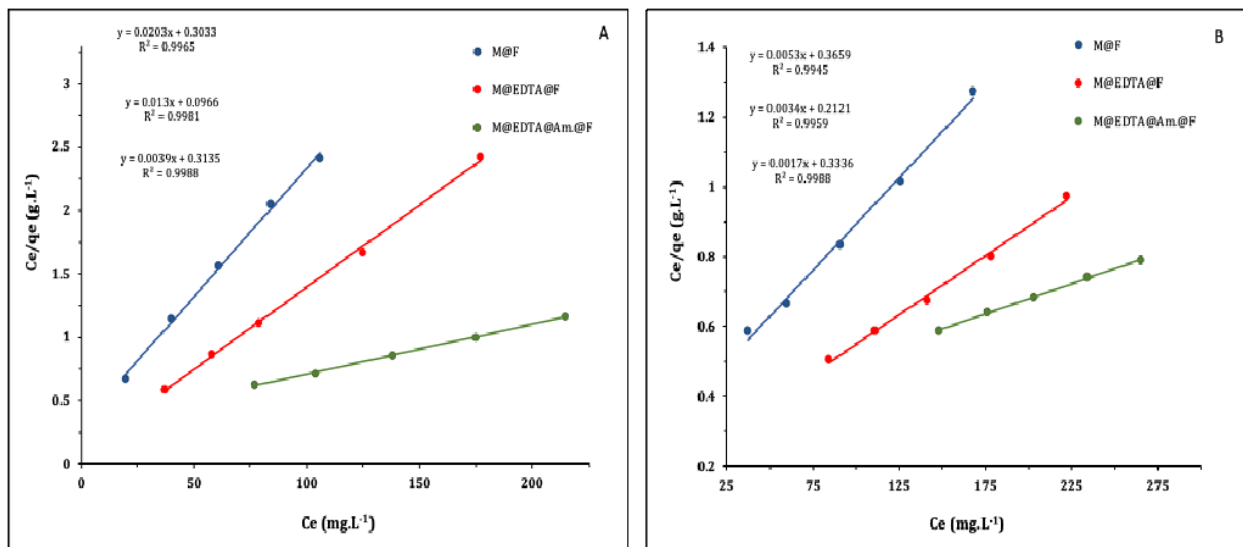 A
y = 0.0203x + 0.3033
R² = 0.9965
y = 0.013x + 0.0966
R² = 0.9981
y = 0.0039x + 0.3135
R² = 0.9988
M@F
M@EDTA@F
M@EDTA@Am.@F
Ce/qe (g.L⁻¹)
3
2.5
2
1.5
1
0.5
0
0 50 100 150 200
Ce (mg.L⁻¹)
B
y = 0.0053x + 0.3659
R² = 0.9945
y = 0.0034x + 0.2121
R² = 0.9959
y = 0.0017x + 0.3336
R² = 0.9988
M@F
M@EDTA@F
M@EDTA@Am.@F
Ce/qe (g.L⁻¹)
1.4
1.2
1
0.8
0.6
0.4
0.2
25 75 125 175 225 275
Ce (mg.L⁻¹)